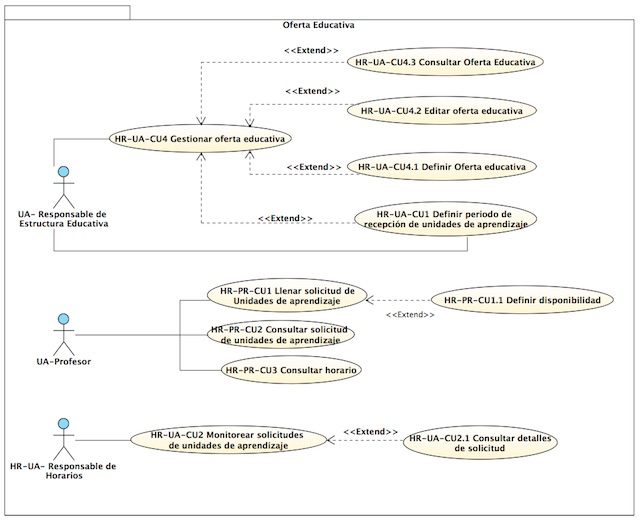 Oferta Educativa
<<Extend>>
HR-UA-CU4.3 Consultar Oferta Educativa
HR-UA-CU4.2 Editar oferta educativa
<<Extend>>
HR-UA-CU4 Gestionar oferta educativa
<<Extend>>
HR-UA-CU4.1 Definir Oferta educativa
UA- Responsable de
Estructura Educativa
<<Extend>>
HR-UA-CU1 Definir periodo de
recepción de unidades de aprendizaje
HR-PR-CU1 Llenar solicitud de
Unidades de aprendizaje
HR-PR-CU1.1 Definir disponibilidad
<<Extend>>
HR-PR-CU2 Consultar solicitud
de unidades de aprendizaje
UA-Profesor
HR-PR-CU3 Consultar horario
HR-UA-CU2 Monitorear solicitudes
de unidades de aprendizaje
<<Extend>>
HR-UA-CU2.1 Consultar detalles
de solicitud
HR-UA- Responsable de
Horarios